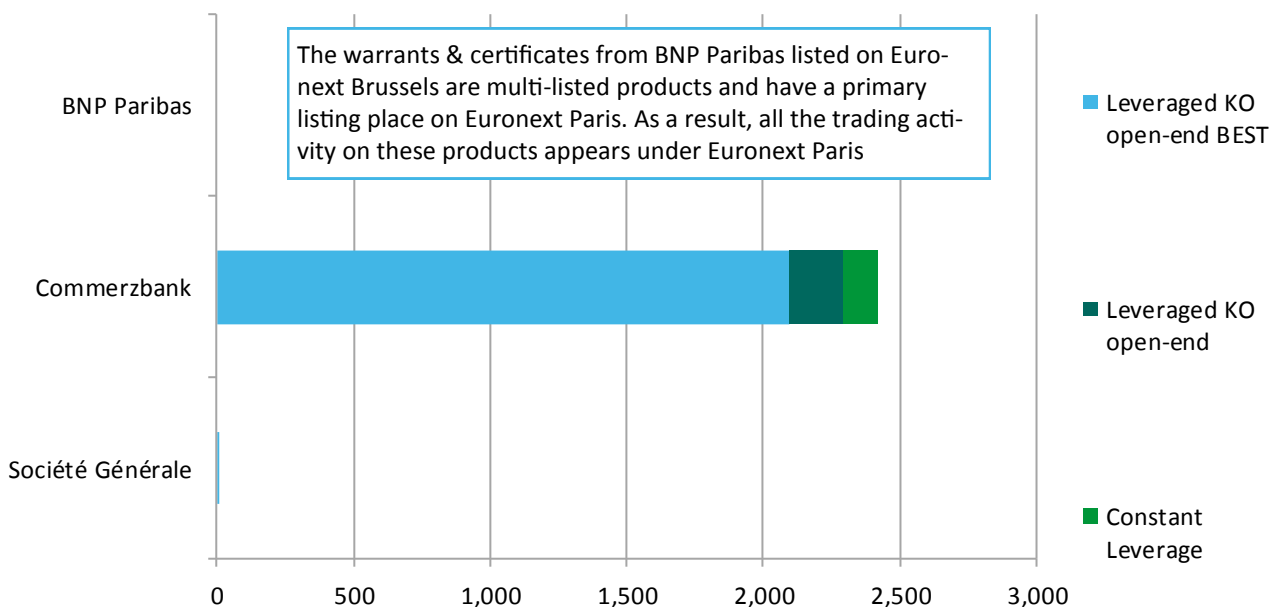 The warrants & certificates from BNP Paribas listed on Euro-
next Brussels are multi-listed products and have a primary
listing place on Euronext Paris. As a result, all the trading acti-
vity on these products appears under Euronext Paris
BNP Paribas
Commerzbank
Société Générale
0 500 1,000 1,500 2,000 2,500 3,000
Leveraged KO
open-end BEST
Leveraged KO
open-end
Constant
Leverage